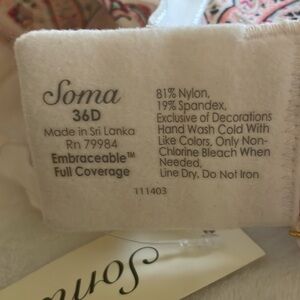 Soma
36D
Made in Sri Lanka
Rn 79984
Embraceable™
Full Coverage
81% Nylon,
19% Spandex,
Exclusive of Decorations
Hand Wash Cold With
Like Colors, Only Non-
Chlorine Bleach When
Needed,
Line Dry, Do Not Iron
111403
Soma